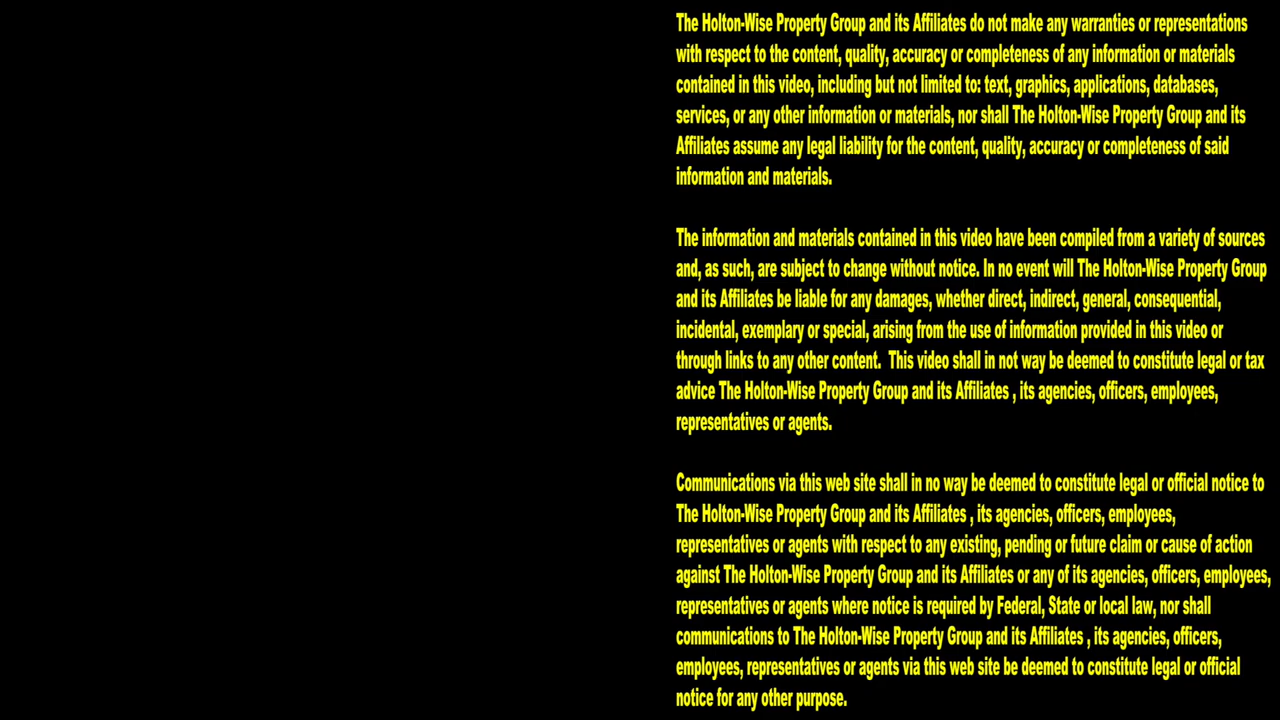 The Holton-Wise Property Group and its Affiliates do not make any warranties or representations
with respect to the content, quality, accuracy or completeness of any information or materials
contained in this video, including but not limited to: text, graphics, applications, databases,
services, or any other information or materials, nor shall The Holton-Wise Property Group and its
Affiliates assume any legal liability for the content, quality, accuracy or completeness of said
information and materials.
The information and materials contained in this video have been compiled from a variety of sources
and, as such, are subject to change without notice. In no event will The Holton-Wise Property Group
and its Affiliates be liable for any damages, whether direct, indirect, general, consequential,
incidental, exemplary or special, arising from the use of information provided in this video or
through links to any other content.  This video shall in not way be deemed to constitute legal or tax
advice The Holton-Wise Property Group and its Affiliates , its agencies, officers, employees,
representatives or agents.
Communications via this web site shall in no way be deemed to constitute legal or official notice to
The Holton-Wise Property Group and its Affiliates , its agencies, officers, employees,
representatives or agents with respect to any existing, pending or future claim or cause of action
against The Holton-Wise Property Group and its Affiliates or any of its agencies, officers, employees,
representatives or agents where notice is required by Federal, State or local law, nor shall
communications to The Holton-Wise Property Group and its Affiliates , its agencies, officers,
employees, representatives or agents via this web site be deemed to constitute legal or official
notice for any other purpose.